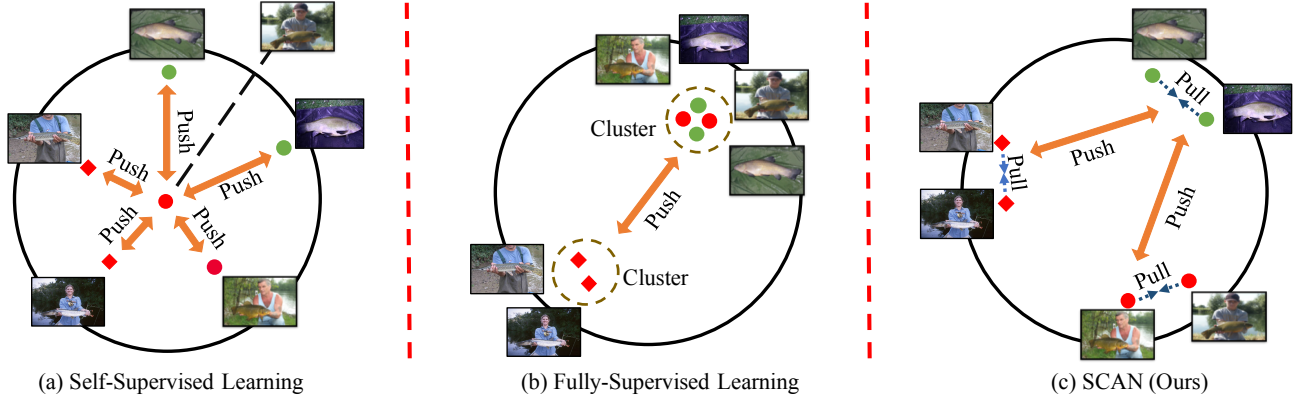 Push
Push
Push
Push
Push
(a) Self-Supervised Learning
Cluster
Push
Cluster
(b) Fully-Supervised Learning
Pull
Push
Pull
Push
Pull
(c) SCAN (Ours)